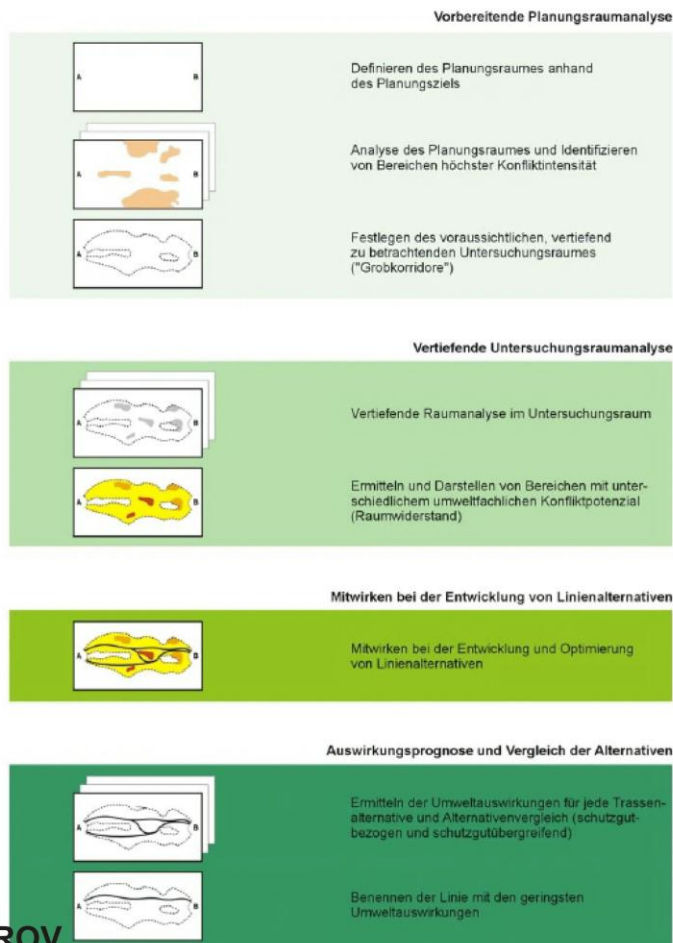 Vorbereitende Planungsraumanalyse
A B
Definieren des Planungsraumes anhand
des Planungsziels
A B
Analyse des Planungsraumes und Identifizieren
von Bereichen höchster Konfliktintensität
A B
Festlegen des voraussichtlichen, vertiefend
zu betrachtenden Untersuchungsraumes
("Grobkorridore")
Vertiefende Untersuchungsraumanalyse
A B
Vertiefende Raumanalyse im Untersuchungsraum
A B
Ermitteln und Darstellen von Bereichen mit unter-
schiedlichem umweltfachlichen Konfliktpotenzial
(Raumwiderstand)
Mitwirken bei der Entwicklung von Linienalternativen
A B
Mitwirken bei der Entwicklung und Optimierung
von Linienalternativen
Auswirkungsprognose und Vergleich der Alternativen
A B
Ermitteln der Umweltauswirkungen für jede Trassen-
alternative und Alternativenvergleich (schutzgut-
bezogen und schutzgutübergreifend)
A B
Benennen der Linie mit den geringsten
Umweltauswirkungen
ROV